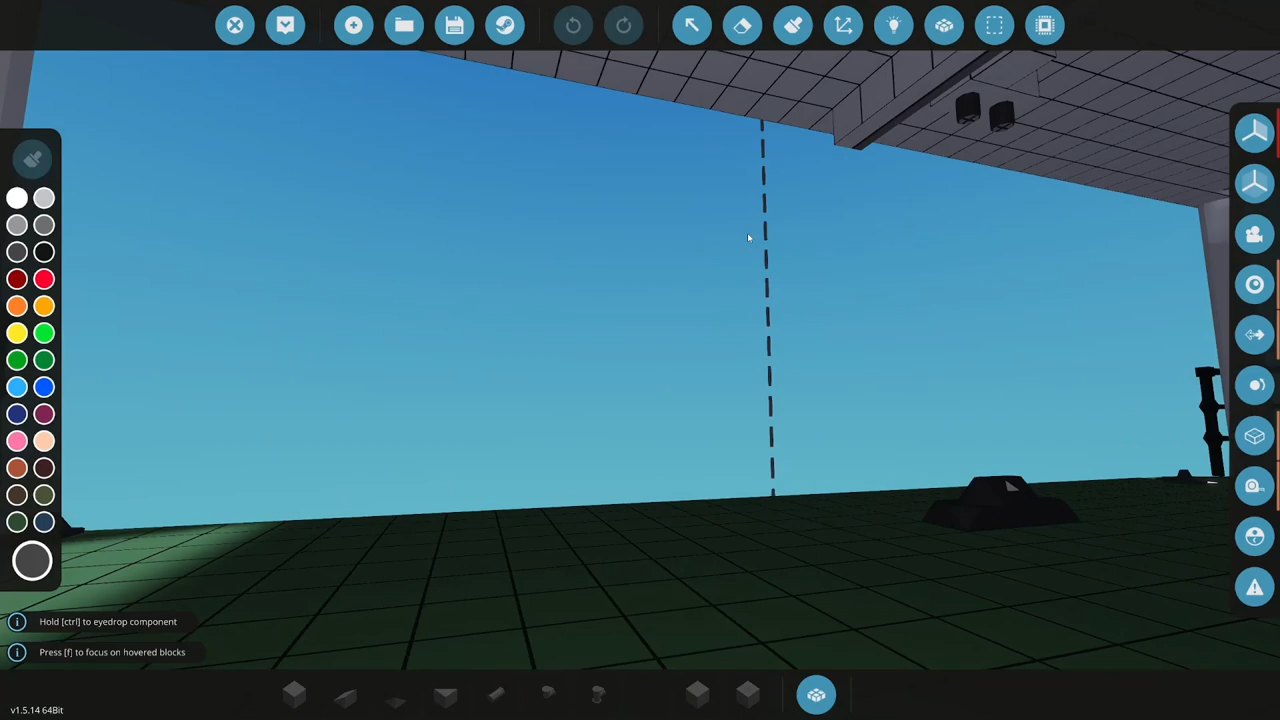 Hold [ctrl] to eyedrop component
Press [f] to focus on hovered blocks
v1.5.14 64Bit